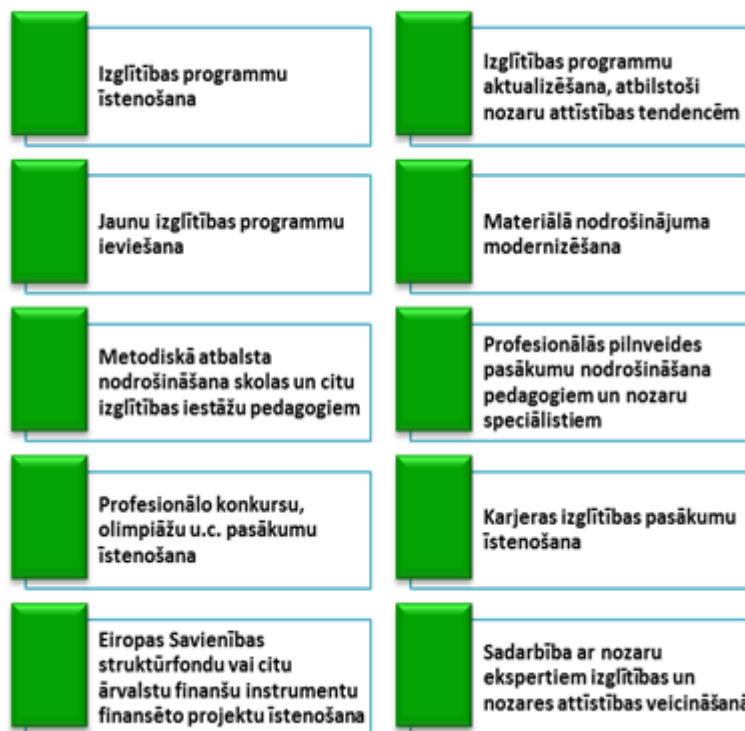 Izglītības programmu
īstenošana
Izglītības programmu
aktualizēšana, atbilstoši
nozaru attīstības tendencēm
Jaunu izglītības programmu
ieviešana
Materiālā nodrošinājuma
modernizēšana
Metodiskā atbalsta
nodrošināšana skolas un citu
izglītības iestāžu pedagogiem
Profesionālās pilnveides
pasākumu nodrošināšana
pedagogiem un nozaru
speciālistiem
Profesionālo konkursu,
olimpiāžu u.c. pasākumu
īstenošana
Karjeras izglītības pasākumu
īstenošana
Eiropas Savienības
struktūrfondu vai citu
ārvalstu finanšu instrumentu
finansēto projektu īstenošana
Sadarbība ar nozaru
ekspertiem izglītības un
nozares attīstības veicināšanā